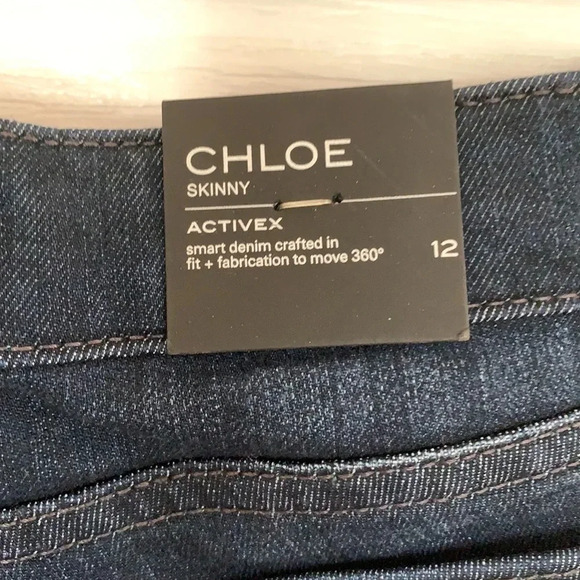 CHLOE
SKINNY
ACTIVEX
smart denim crafted in
fit + fabrication to move 360°
12